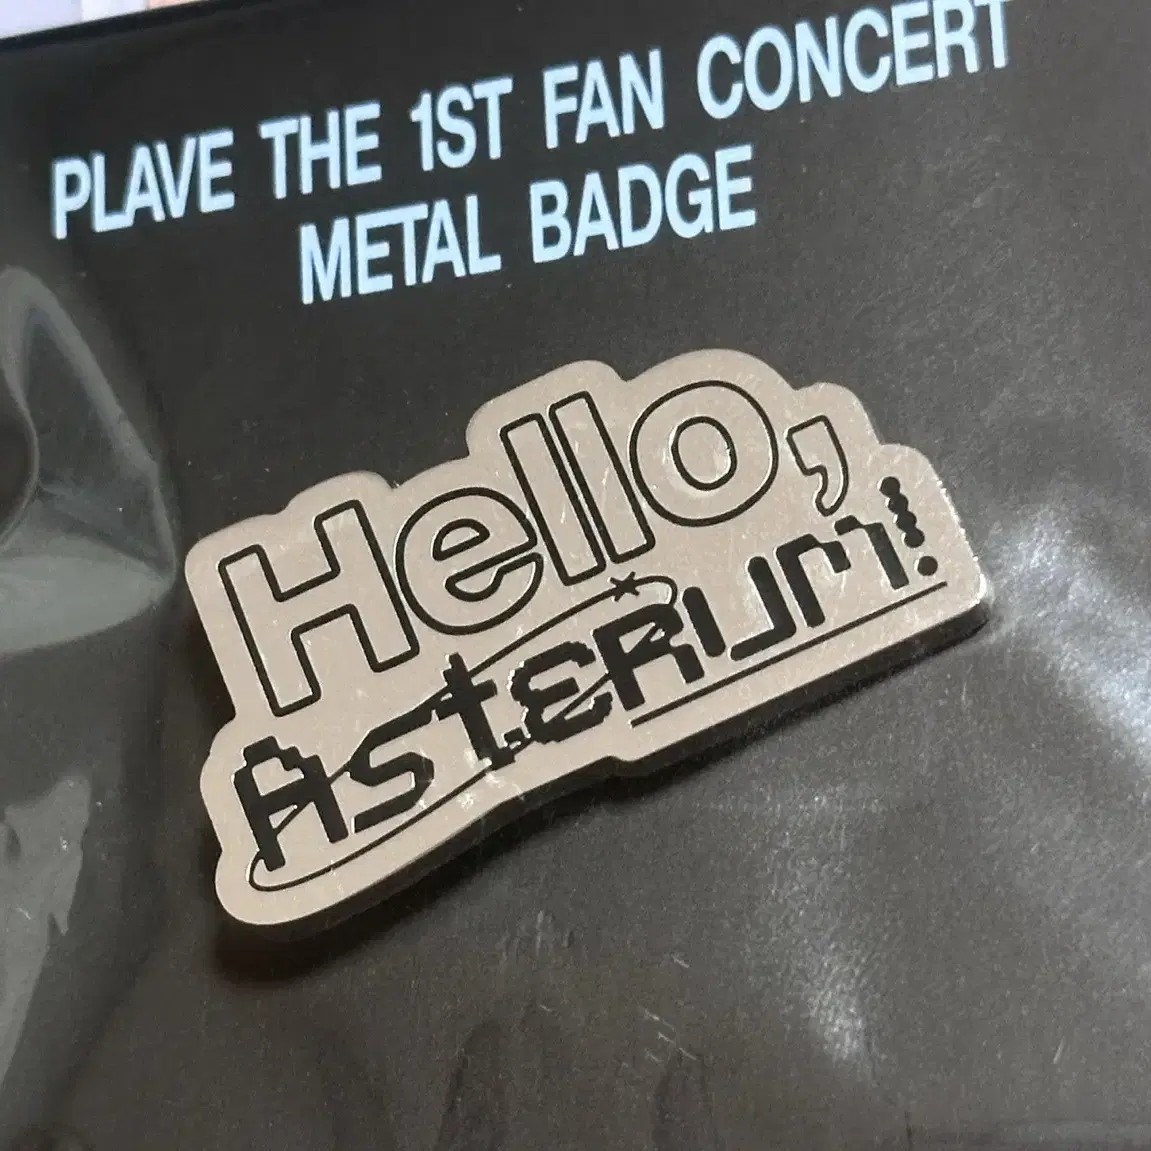 PLAVE THE 1ST FAN CONCERT
METAL BADGE
Hello,
AstERUM!